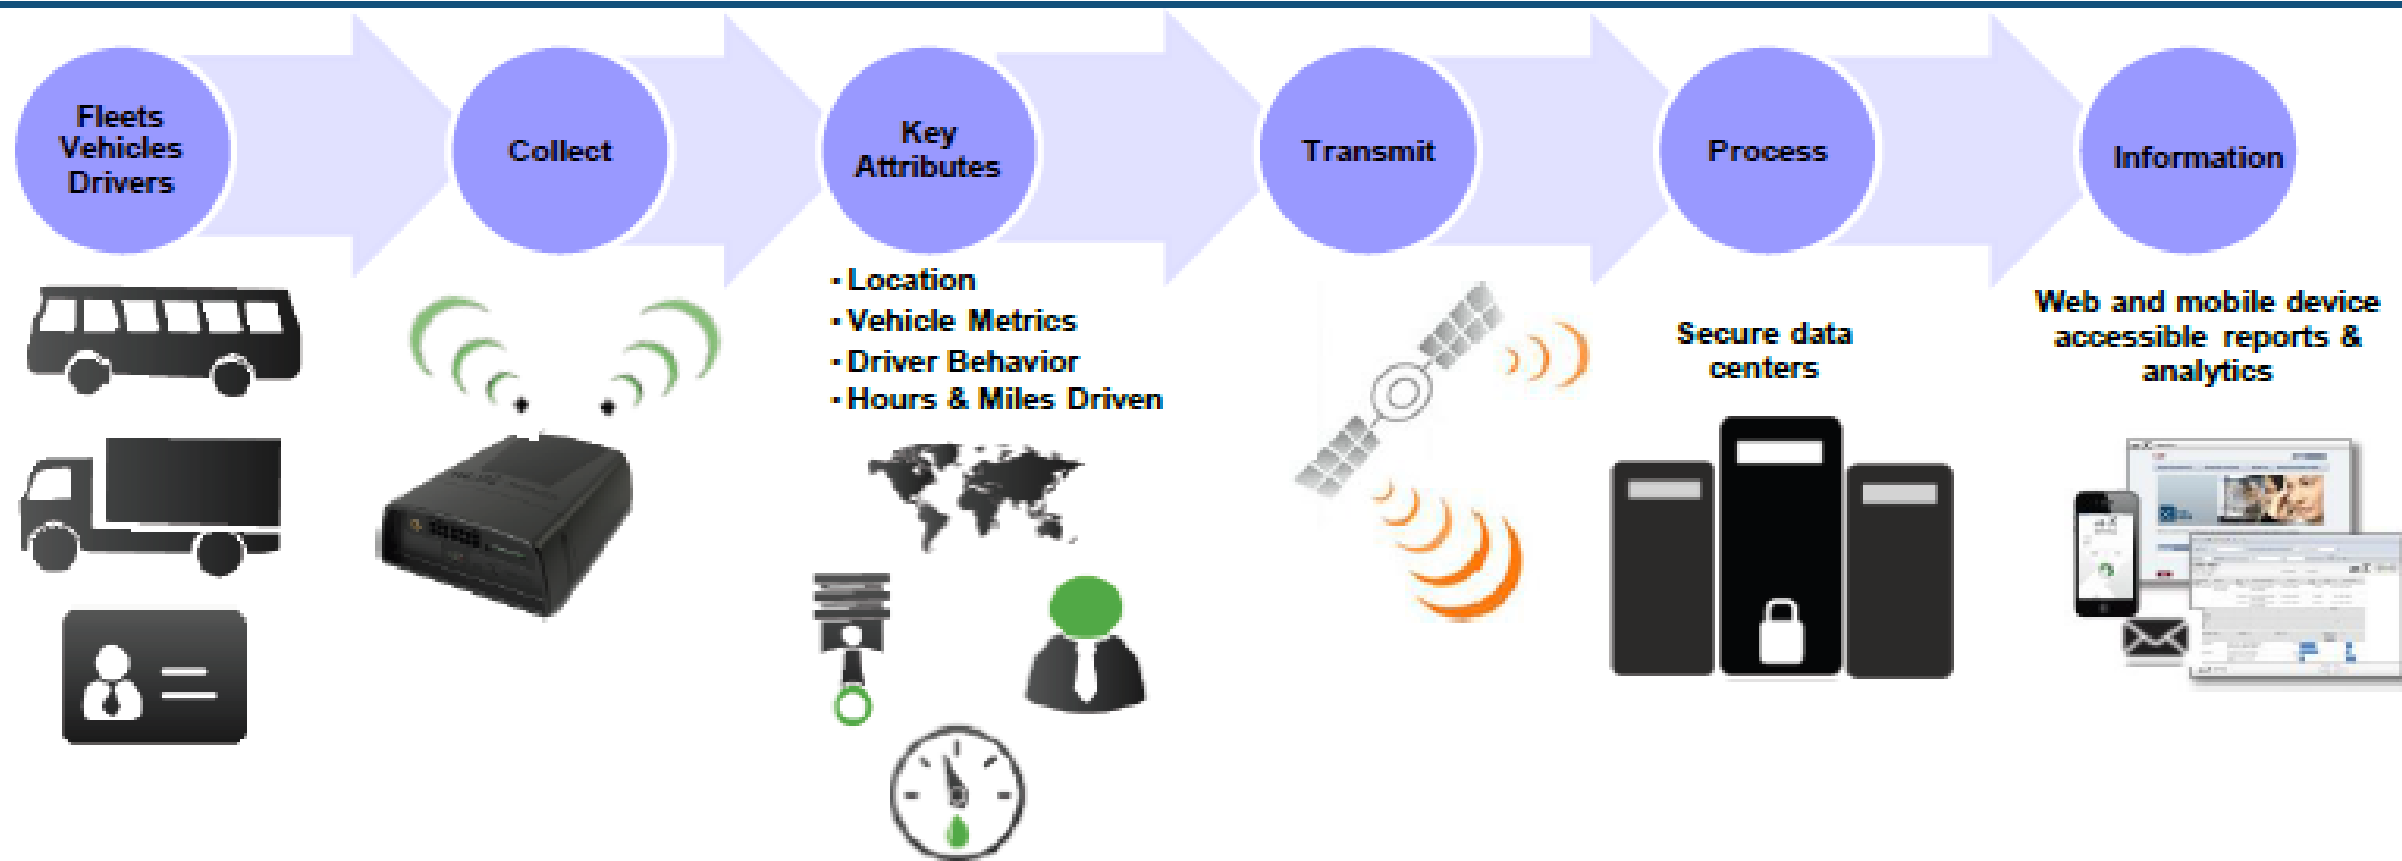 Fleets
Vehicles
Drivers
Collect
Key
Attributes
Transmit
Process
Information
▪ Location
▪ Vehicle Metrics
▪ Driver Behavior
▪ Hours & Miles Driven
Secure data
centers
Web and mobile device
accessible reports &
analytics